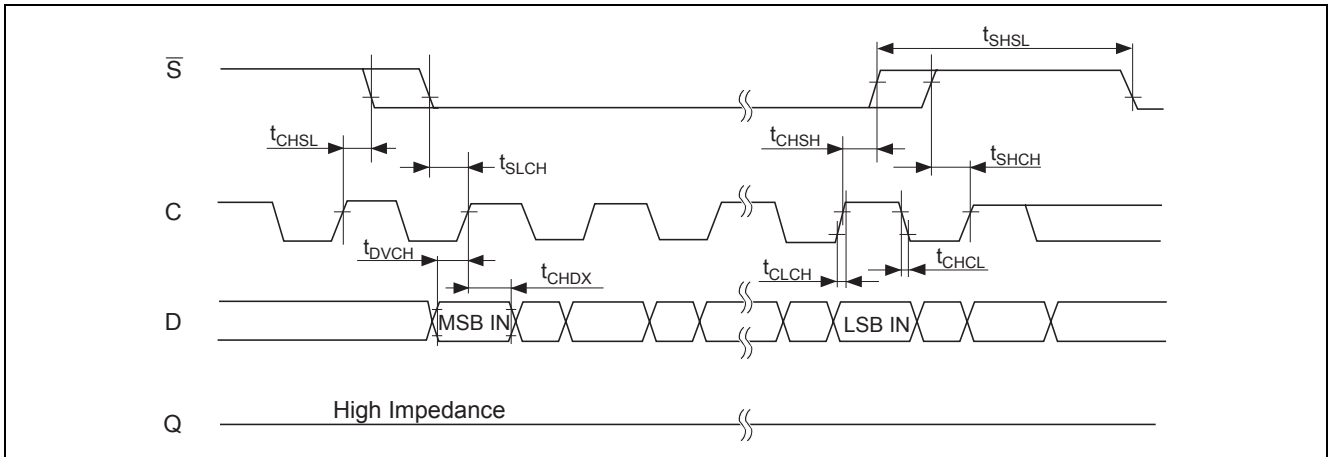 tSHSL
S̅
tCHSL
tSLCH
tCHSH
tSHCH
C
tDVCH
tCHDX
tCLCH
tCHCL
D
MSB IN
LSB IN
High Impedance
Q